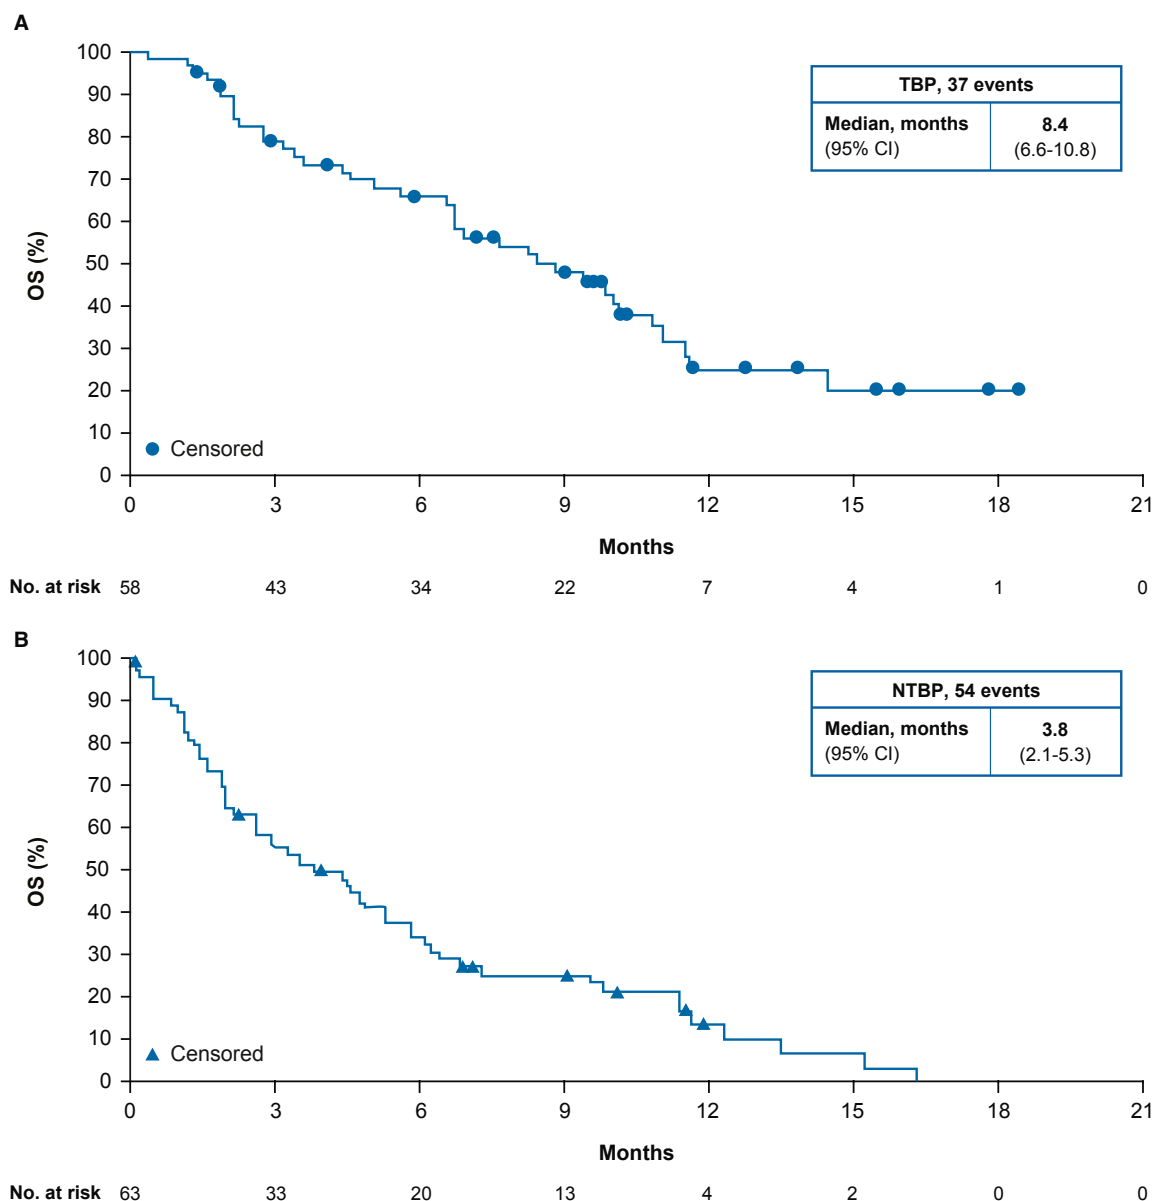 A
100
90
80
70
60
50
40
30
20
10
0
OS (%)
TBP, 37 events
Median, months 8.4
(95% CI) (6.6-10.8)
Censored
0 3 6 9 12 15 18 21
Months
No. at risk 58 43 34 22 7 4 1 0
B
100
90
80
70
60
50
40
30
20
10
0
OS (%)
NTBP, 54 events
Median, months 3.8
(95% CI) (2.1-5.3)
Censored
0 3 6 9 12 15 18 21
Months
No. at risk 63 33 20 13 4 2 0 0